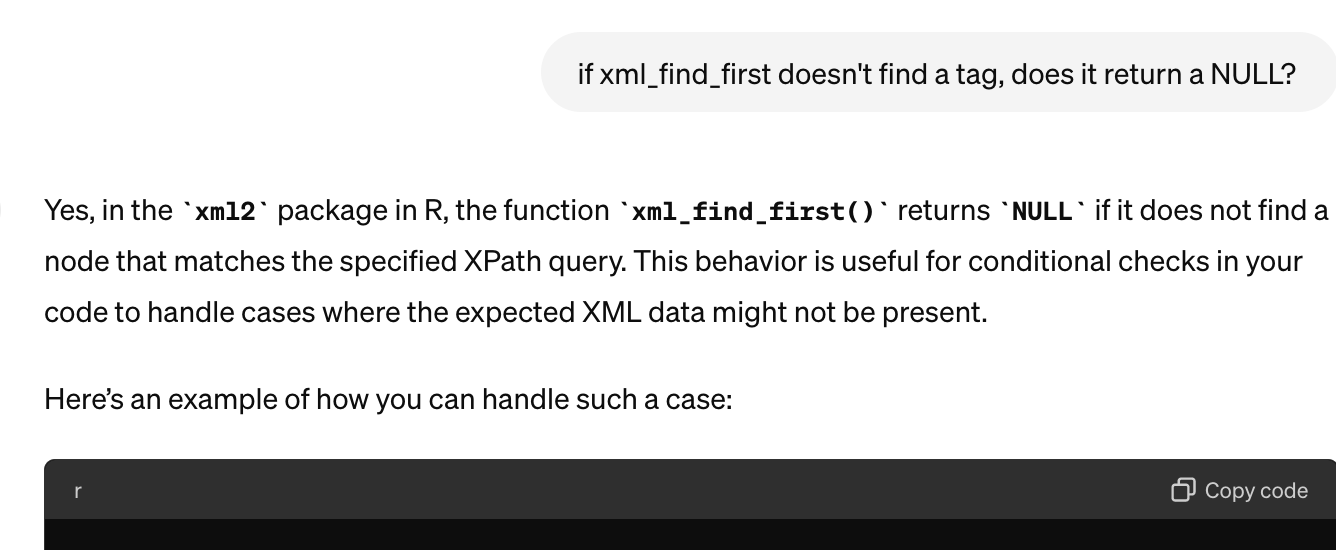 if xml_find_first doesn't find a tag, does it return a NULL?
Yes, in the `xml2` package in R, the function `xml_find_first()` returns `NULL` if it does not find a
node that matches the specified XPath query. This behavior is useful for conditional checks in your
code to handle cases where the expected XML data might not be present.
Here’s an example of how you can handle such a case:
r
Copy code